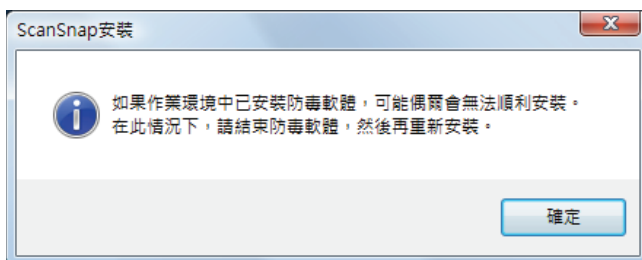 ScanSnap安裝
如果作業環境中已安裝防毒軟體，可能偶爾會無法順利安裝。
在此情況下，請結束防毒軟體，然後再重新安裝。
確定